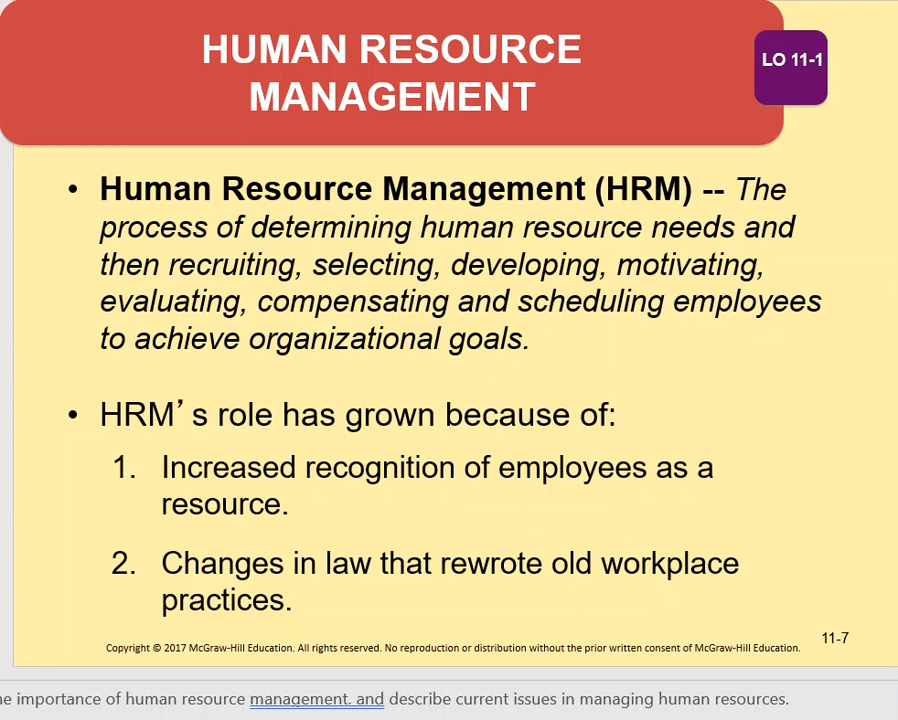 HUMAN RESOURCE
MANAGEMENT
LO 11-1
• Human Resource Management (HRM) -- The
process of determining human resource needs and
then recruiting, selecting, developing, motivating,
evaluating, compensating and scheduling employees
to achieve organizational goals.
• HRM’s role has grown because of:
1. Increased recognition of employees as a
resource.
2. Changes in law that rewrote old workplace
practices.
11-7
Copyright © 2017 McGraw-Hill Education. All rights reserved. No reproduction or distribution without the prior written consent of McGraw-Hill Education.
importance of human resource management. and describe current issues in managing human resources.